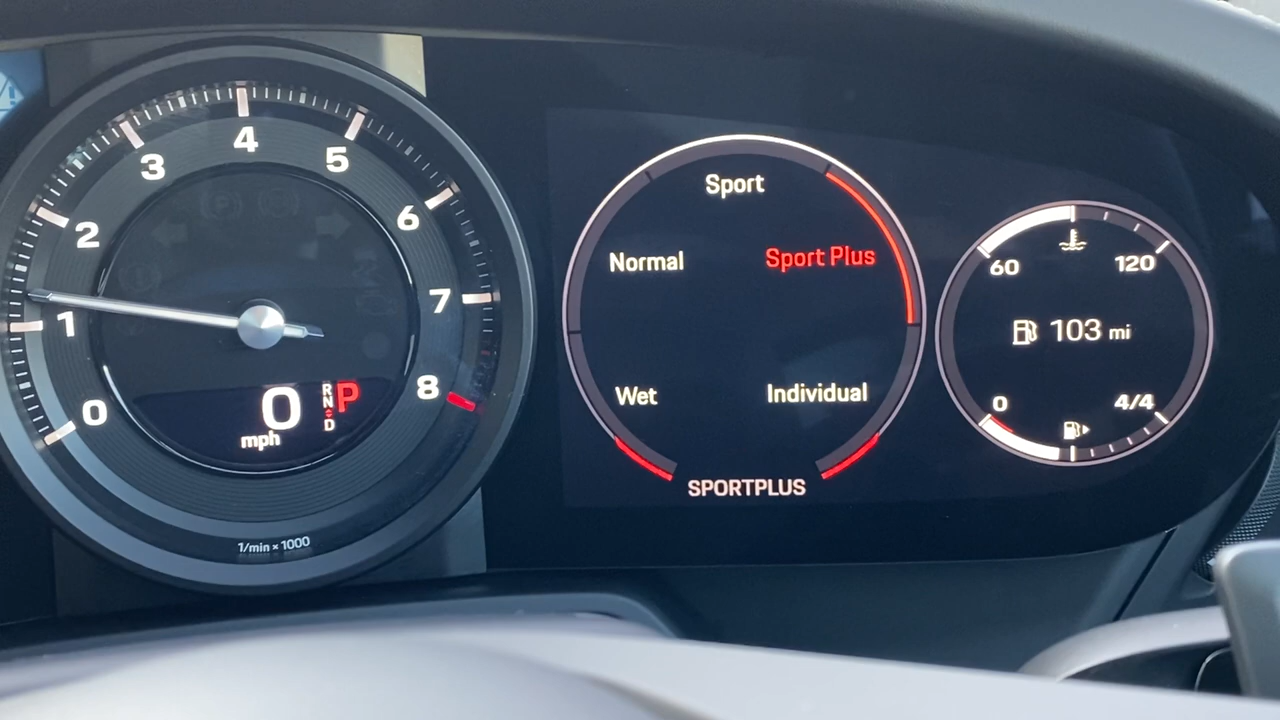 0
1
2
3
4
5
6
7
8
0
mph
R
N
D
P
1/min × 1000
Sport
Normal
Sport Plus
Wet
Individual
SPORTPLUS
60
120
103 mi
0
4/4